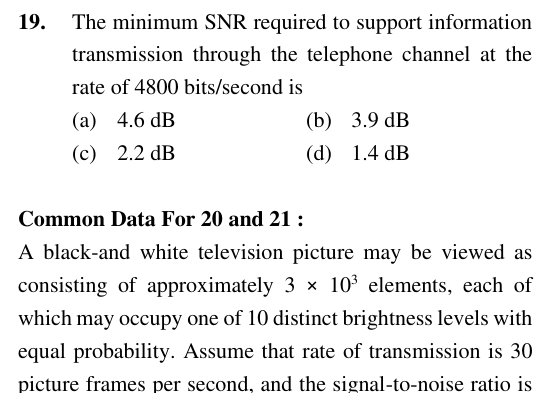 19. The minimum SNR required to support information
transmission through the telephone channel at the
rate of 4800 bits/second is
(a) 4.6 dB (b) 3.9 dB
(c) 2.2 dB (d) 1.4 dB
Common Data For 20 and 21 :
A black-and white television picture may be viewed as
consisting of approximately 3 × 10³ elements, each of
which may occupy one of 10 distinct brightness levels with
equal probability. Assume that rate of transmission is 30
picture frames per second, and the signal-to-noise ratio is